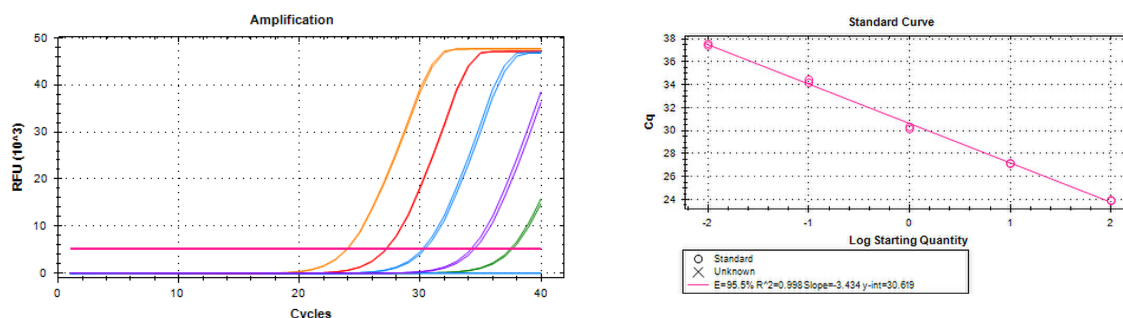 Amplification
50
40
30
20
10
0
RFU (10^3)
0
10
20
30
40
Cycles
Standard Curve
38
36
34
32
30
28
26
24
Cq
-2
-1
0
1
2
Log Starting Quantity
Standard
Unknown
E=95.5% R^2=0.998 Slope=-3.434 y-int=30.619